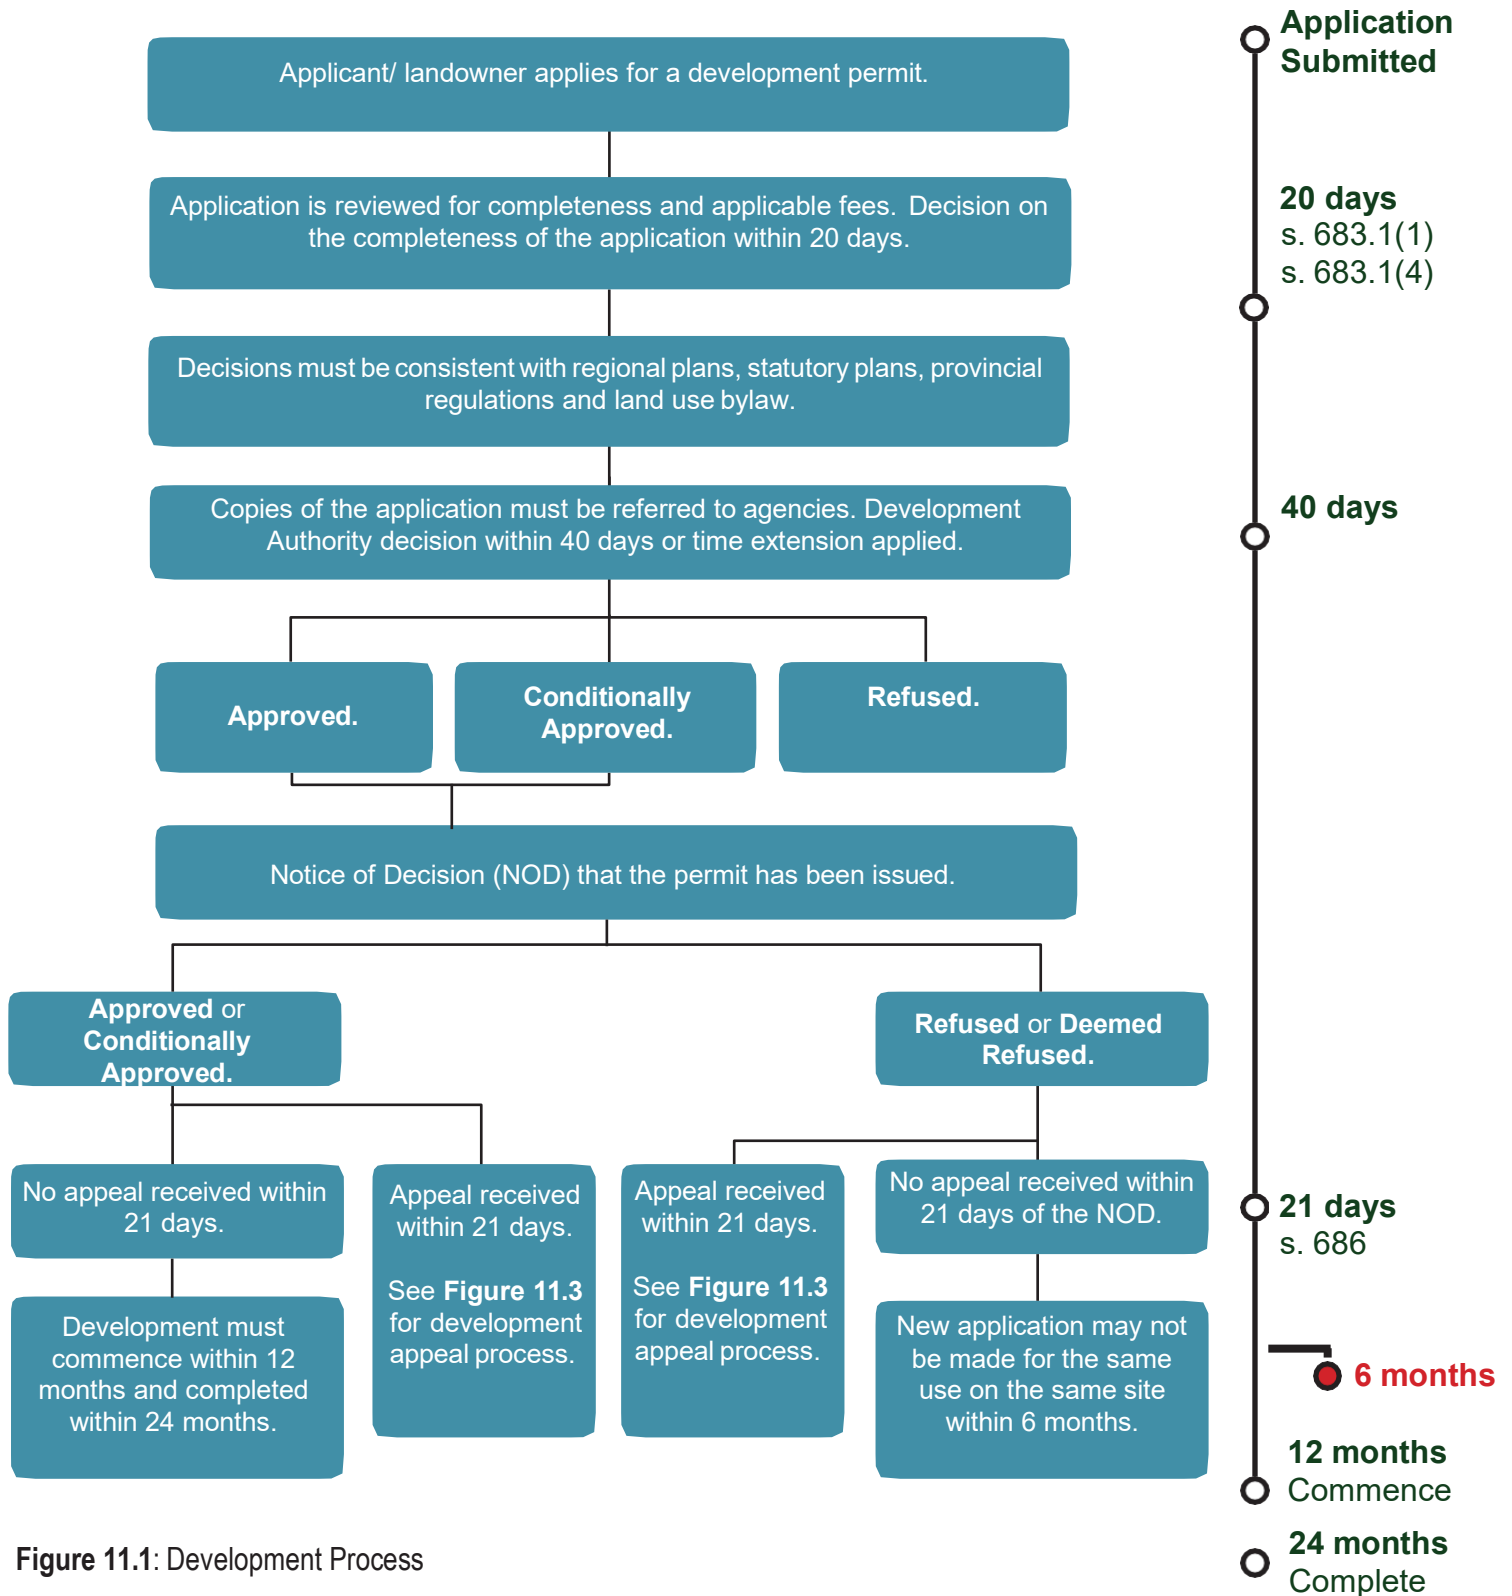 Applicant/ landowner applies for a development permit.
Application is reviewed for completeness and applicable fees. Decision on
the completeness of the application within 20 days.
Decisions must be consistent with regional plans, statutory plans, provincial
regulations and land use bylaw.
Copies of the application must be referred to agencies. Development
Authority decision within 40 days or time extension applied.
Approved.
Conditionally
Approved.
Refused.
Notice of Decision (NOD) that the permit has been issued.
Approved or
Conditionally
Approved.
Refused or Deemed
Refused.
No appeal received within
21 days.
Appeal received
within 21 days.
See Figure 11.3
for development
appeal process.
Appeal received
within 21 days.
See Figure 11.3
for development
appeal process.
No appeal received within
21 days of the NOD.
Development must
commence within 12
months and completed
within 24 months.
New application may not
be made for the same
use on the same site
within 6 months.
Application
Submitted
20 days
s. 683.1(1)
s. 683.1(4)
40 days
21 days
s. 686
6 months
12 months
Commence
24 months
Complete
Figure 11.1: Development Process